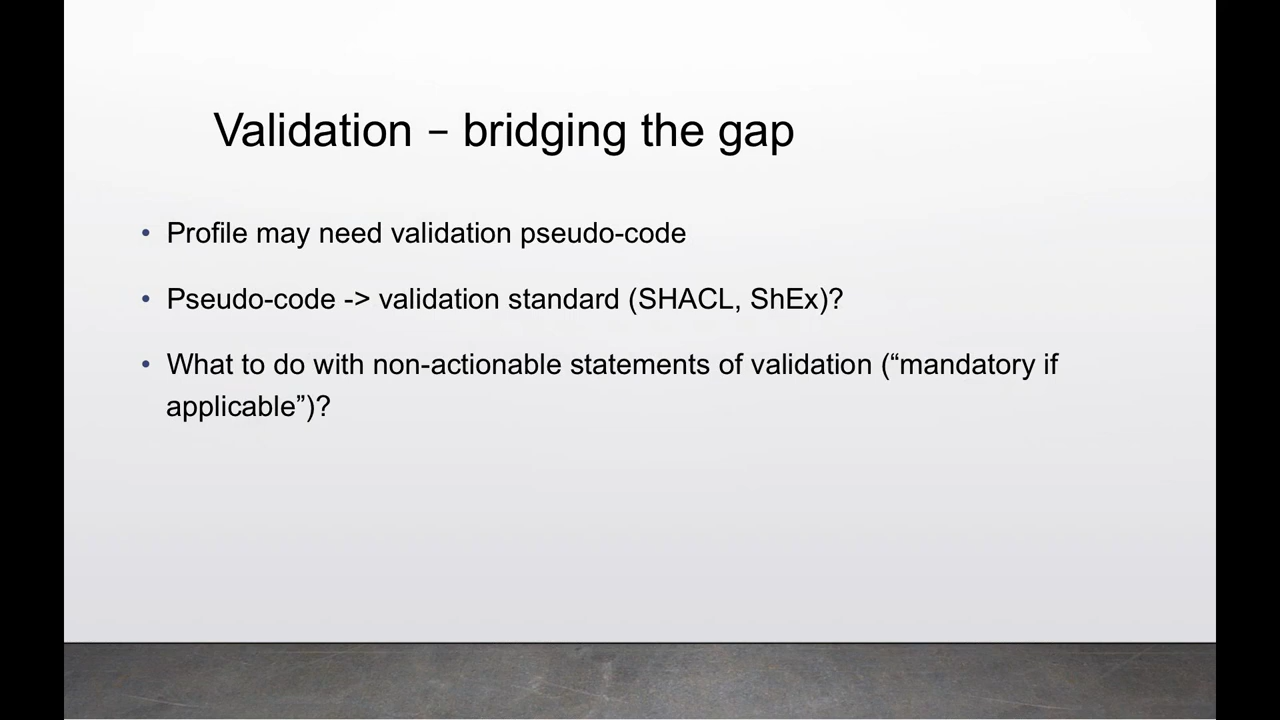 Validation – bridging the gap
• Profile may need validation pseudo-code
• Pseudo-code -> validation standard (SHACL, ShEx)?
• What to do with non-actionable statements of validation (“mandatory if
applicable”)?